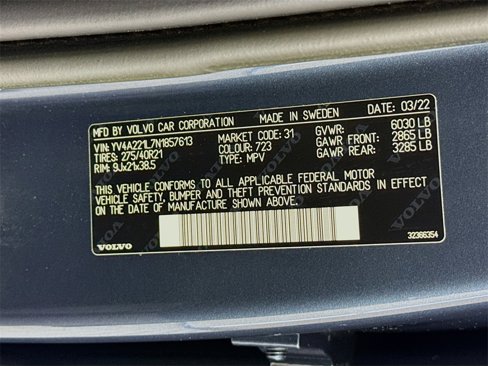 MFD BY VOLVO CAR CORPORATION MADE IN SWEDEN DATE: 03/22
VIN: YV4A221L7N1857613 MARKET CODE: 31 GVWR: 6030 LB
TIRES: 275/40R21 COLOUR: 723 GAWR FRONT: 2865 LB
RIM: 9Jx21x38.5 TYPE: MPV GAWR REAR: 3285 LB
THIS VEHICLE CONFORMS TO ALL APPLICABLE FEDERAL MOTOR
VEHICLE SAFETY, BUMPER AND THEFT PREVENTION STANDARDS IN EFFECT
ON THE DATE OF MANUFACTURE SHOWN ABOVE.
VOLVO 32366354